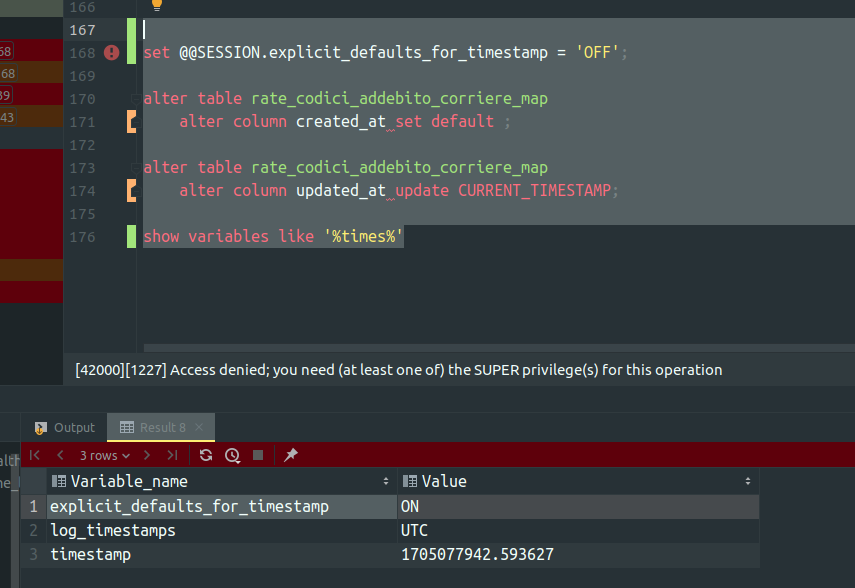 166
167
68
168 set @@SESSION.explicit_defaults_for_timestamp = 'OFF';
68
169
39
170 alter table rate_codici_addebito_corriere_map
43
171 alter column created_at set default ;
172
173 alter table rate_codici_addebito_corriere_map
174 alter column updated_at update CURRENT_TIMESTAMP;
175
176 show variables like '%times%'
[42000][1227] Access denied; you need (at least one of) the SUPER privilege(s) for this operation
Output Result 8
3 rows
Variable_name Value
1 explicit_defaults_for_timestamp ON
2 log_timestamps UTC
3 timestamp 1705077942.593627